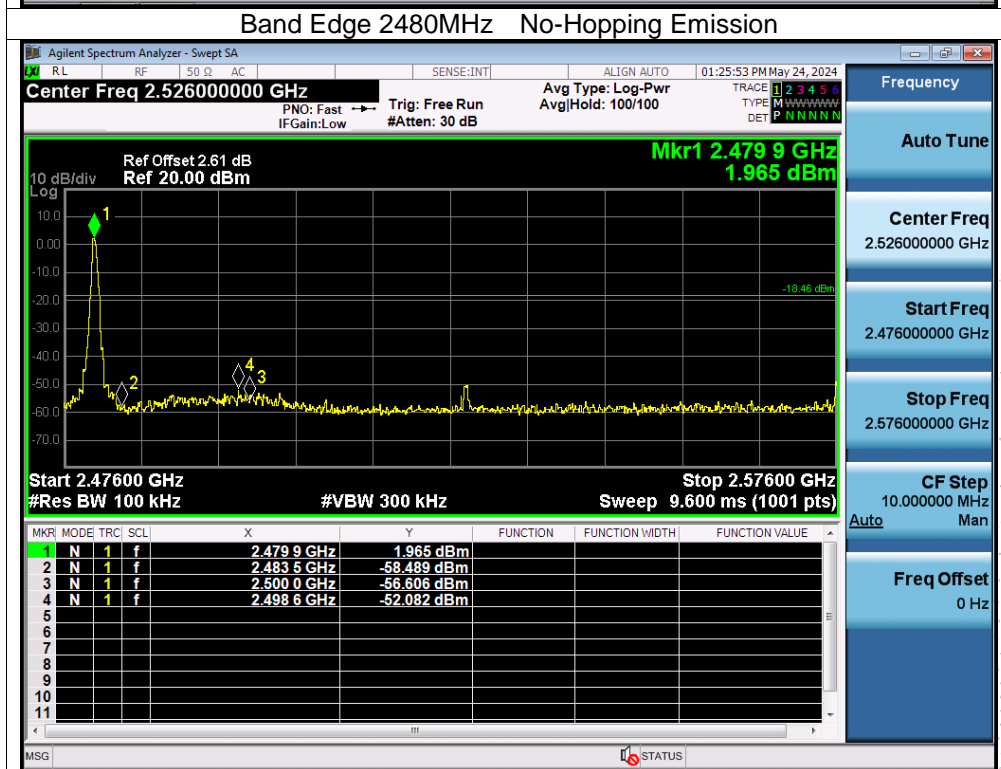 Band Edge 2480MHz No-Hopping Emission
Agilent Spectrum Analyzer - Swept SA
LXI RL RF 50 Ω AC SENSE:INT ALIGN AUTO 01:25:53 PM May 24, 2024
Center Freq 2.526000000 GHz
PNO: Fast
IFGain:Low
Trig: Free Run
#Atten: 30 dB
Avg Type: Log-Pwr
Avg|Hold: 100/100
TRACE 1 2 3 4 5 6
TYPE M WWWWW
DET P N N N N N
Ref Offset 2.61 dB
Ref 20.00 dBm
10 dB/div
Log
Mkr1 2.479 9 GHz
1.965 dBm
10.0
0.00
-10.0
-20.0
-30.0
-40.0
-50.0
-60.0
-70.0
1
2
4
3
-18.46 dBm
Start 2.47600 GHz Stop 2.57600 GHz
#Res BW 100 kHz #VBW 300 kHz Sweep 9.600 ms (1001 pts)
MKR MODE TRC SCL X Y FUNCTION FUNCTION WIDTH FUNCTION VALUE
1 N 1 f 2.479 9 GHz 1.965 dBm
2 N 1 f 2.483 5 GHz -58.489 dBm
3 N 1 f 2.500 0 GHz -56.606 dBm
4 N 1 f 2.498 6 GHz -52.082 dBm
5
6
7
8
9
10
11
MSG STATUS
Frequency
Auto Tune
Center Freq
2.526000000 GHz
Start Freq
2.476000000 GHz
Stop Freq
2.576000000 GHz
CF Step
10.000000 MHz
Auto Man
Freq Offset
0 Hz